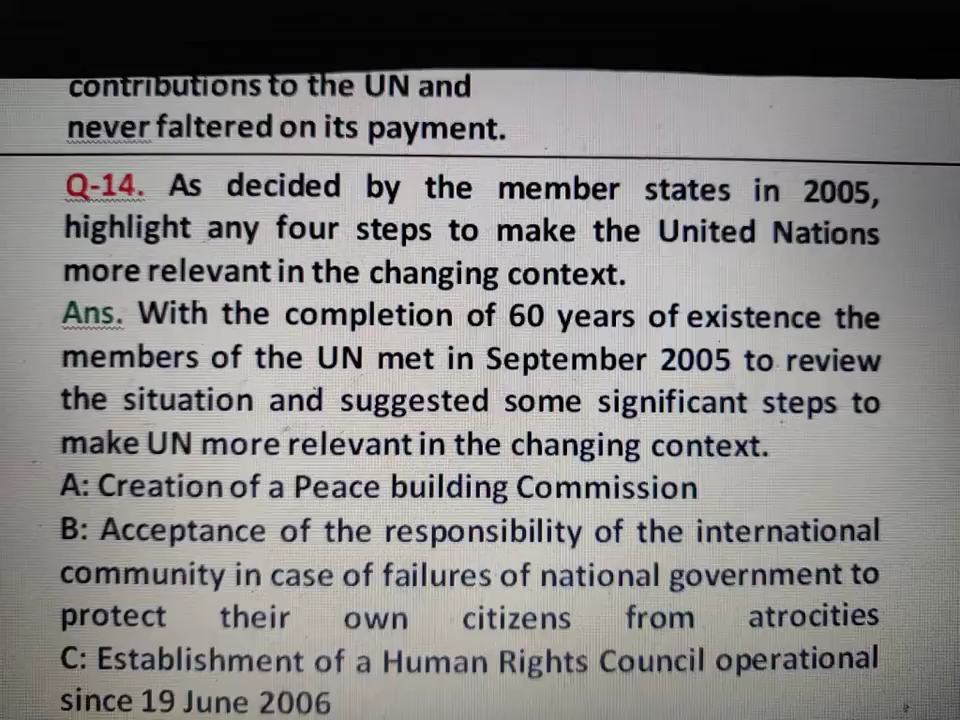 contributions to the UN and
never faltered on its payment.
Q-14. As decided by the member states in 2005,
highlight any four steps to make the United Nations
more relevant in the changing context.
Ans. With the completion of 60 years of existence the
members of the UN met in September 2005 to review
the situation and suggested some significant steps to
make UN more relevant in the changing context.
A: Creation of a Peace building Commission
B: Acceptance of the responsibility of the international
community in case of failures of national government to
protect their own citizens from atrocities
C: Establishment of a Human Rights Council operational
since 19 June 2006